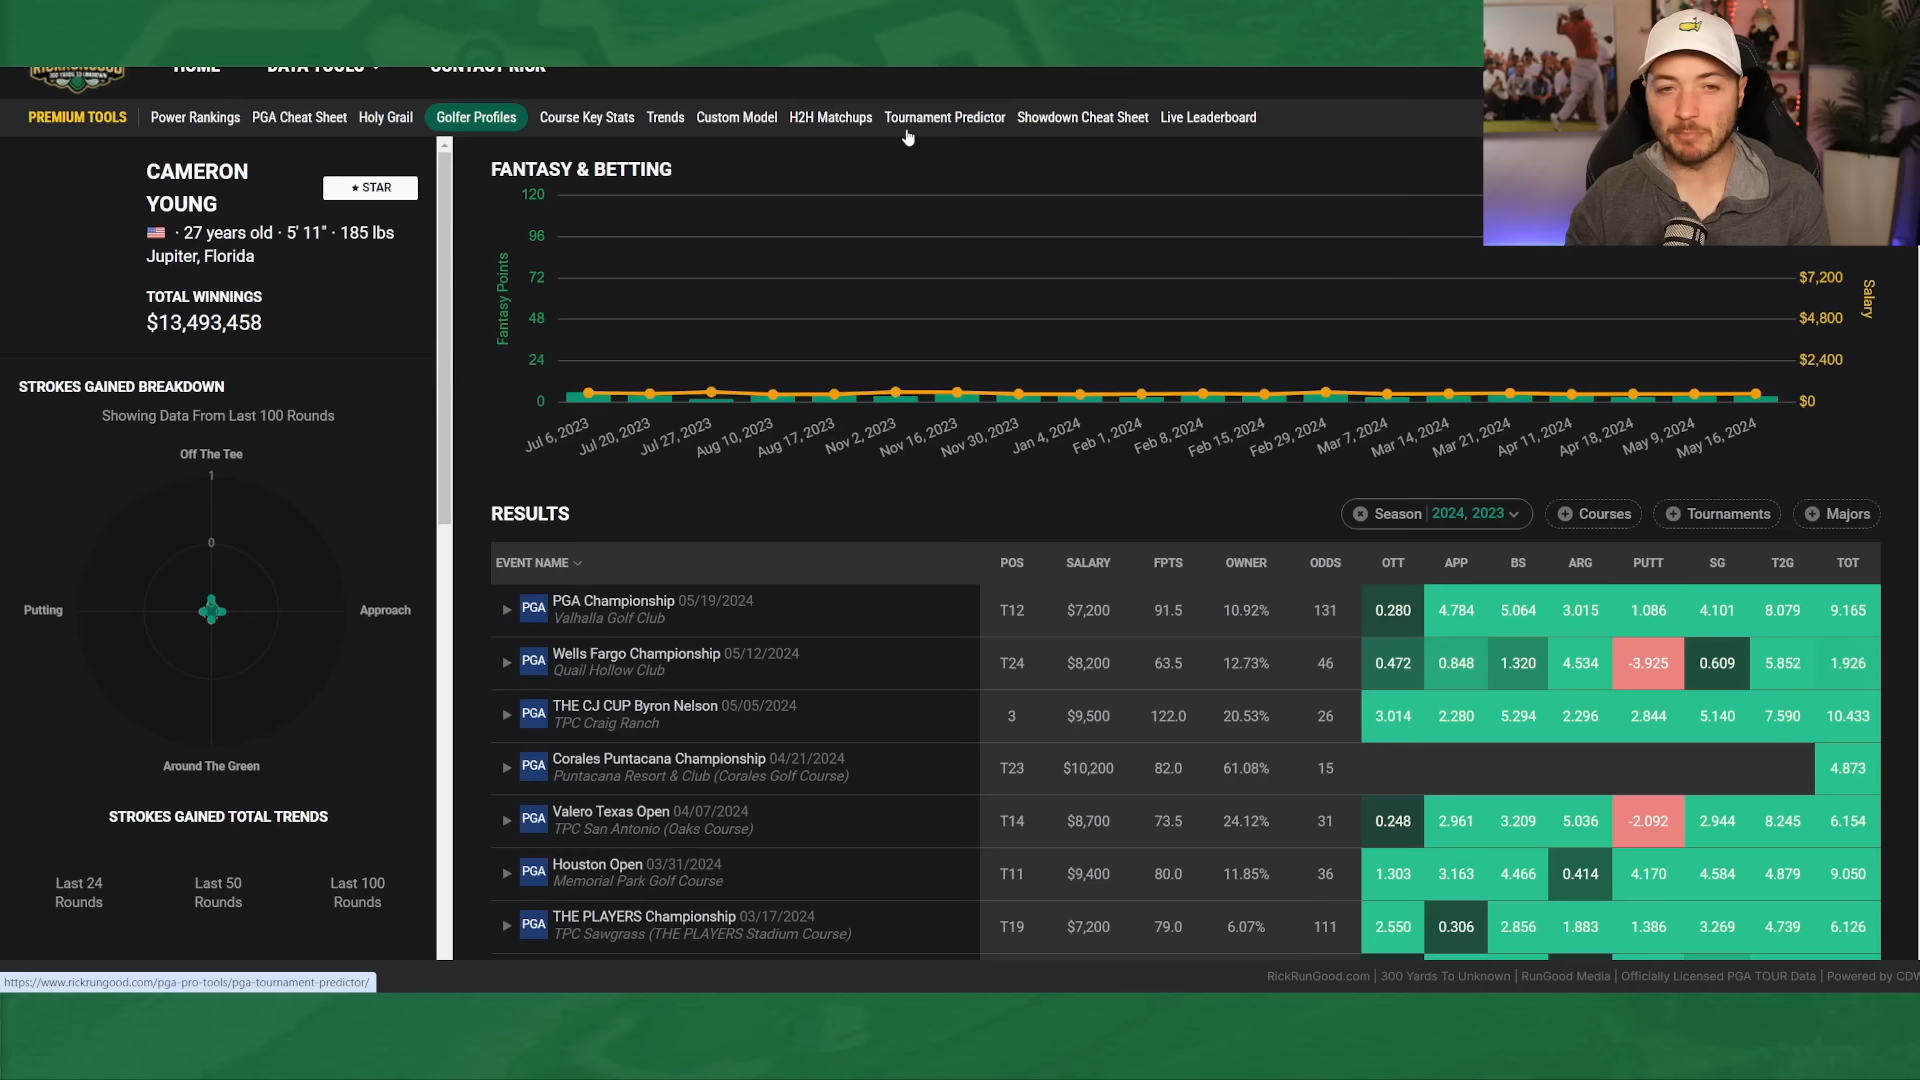 RICKRUNGOOD
300 YARDS TO UNKNOWN
HOME DATA TOOLS CONTACT RICK
PREMIUM TOOLS Power Rankings PGA Cheat Sheet Holy Grail Golfer Profiles Course Key Stats Trends Custom Model H2H Matchups Tournament Predictor Showdown Cheat Sheet Live Leaderboard
CAMERON
YOUNG
★ STAR
· 27 years old · 5' 11" · 185 lbs
Jupiter, Florida
TOTAL WINNINGS
$13,493,458
STROKES GAINED BREAKDOWN
Showing Data From Last 100 Rounds
Off The Tee
1
0
Putting
Approach
Around The Green
STROKES GAINED TOTAL TRENDS
Last 24 Rounds
Last 50 Rounds
Last 100 Rounds
FANTASY & BETTING
Fantasy Points
120
96
72
48
24
0
$7,200
$4,800
$2,400
$0
Salary
Jul 6, 2023 Jul 20, 2023 Jul 27, 2023 Aug 10, 2023 Aug 17, 2023 Nov 2, 2023 Nov 16, 2023 Nov 30, 2023 Jan 4, 2024 Feb 1, 2024 Feb 8, 2024 Feb 15, 2024 Feb 29, 2024 Mar 7, 2024 Mar 14, 2024 Mar 21, 2024 Apr 11, 2024 Apr 18, 2024 May 9, 2024 May 16, 2024
RESULTS
Season 2024, 2023 Courses Tournaments Majors
EVENT NAME POS SALARY FPTS OWNER ODDS OTT APP BS ARG PUTT SG T2G TOT
PGA PGA Championship 05/19/2024 T12 $7,200 91.5 10.92% 131 0.280 4.784 5.064 3.015 1.086 4.101 8.079 9.165
Valhalla Golf Club
PGA Wells Fargo Championship 05/12/2024 T24 $8,200 63.5 12.73% 46 0.472 0.848 1.320 4.534 -3.925 0.609 5.852 1.926
Quail Hollow Club
PGA THE CJ CUP Byron Nelson 05/05/2024 3 $9,500 122.0 20.53% 26 3.014 2.280 5.294 2.296 2.844 5.140 7.590 10.433
TPC Craig Ranch
PGA Corales Puntacana Championship 04/21/2024 T23 $10,200 82.0 61.08% 15 4.873
Puntacana Resort & Club (Corales Golf Course)
PGA Valero Texas Open 04/07/2024 T14 $8,700 73.5 24.12% 31 0.248 2.961 3.209 5.036 -2.092 2.944 8.245 6.154
TPC San Antonio (Oaks Course)
PGA Houston Open 03/31/2024 T11 $9,400 80.0 11.85% 36 1.303 3.163 4.466 0.414 4.170 4.584 4.879 9.050
Memorial Park Golf Course
PGA THE PLAYERS Championship 03/17/2024 T19 $7,200 79.0 6.07% 111 2.550 0.306 2.856 1.883 1.386 3.269 4.739 6.126
TPC Sawgrass (THE PLAYERS Stadium Course)
RickRunGood.com | 300 Yards To Unknown | RunGood Media | Officially Licensed PGA TOUR Data | Powered by CDW
https://www.rickrungood.com/pga-pro-tools/pga-tournament-predictor/